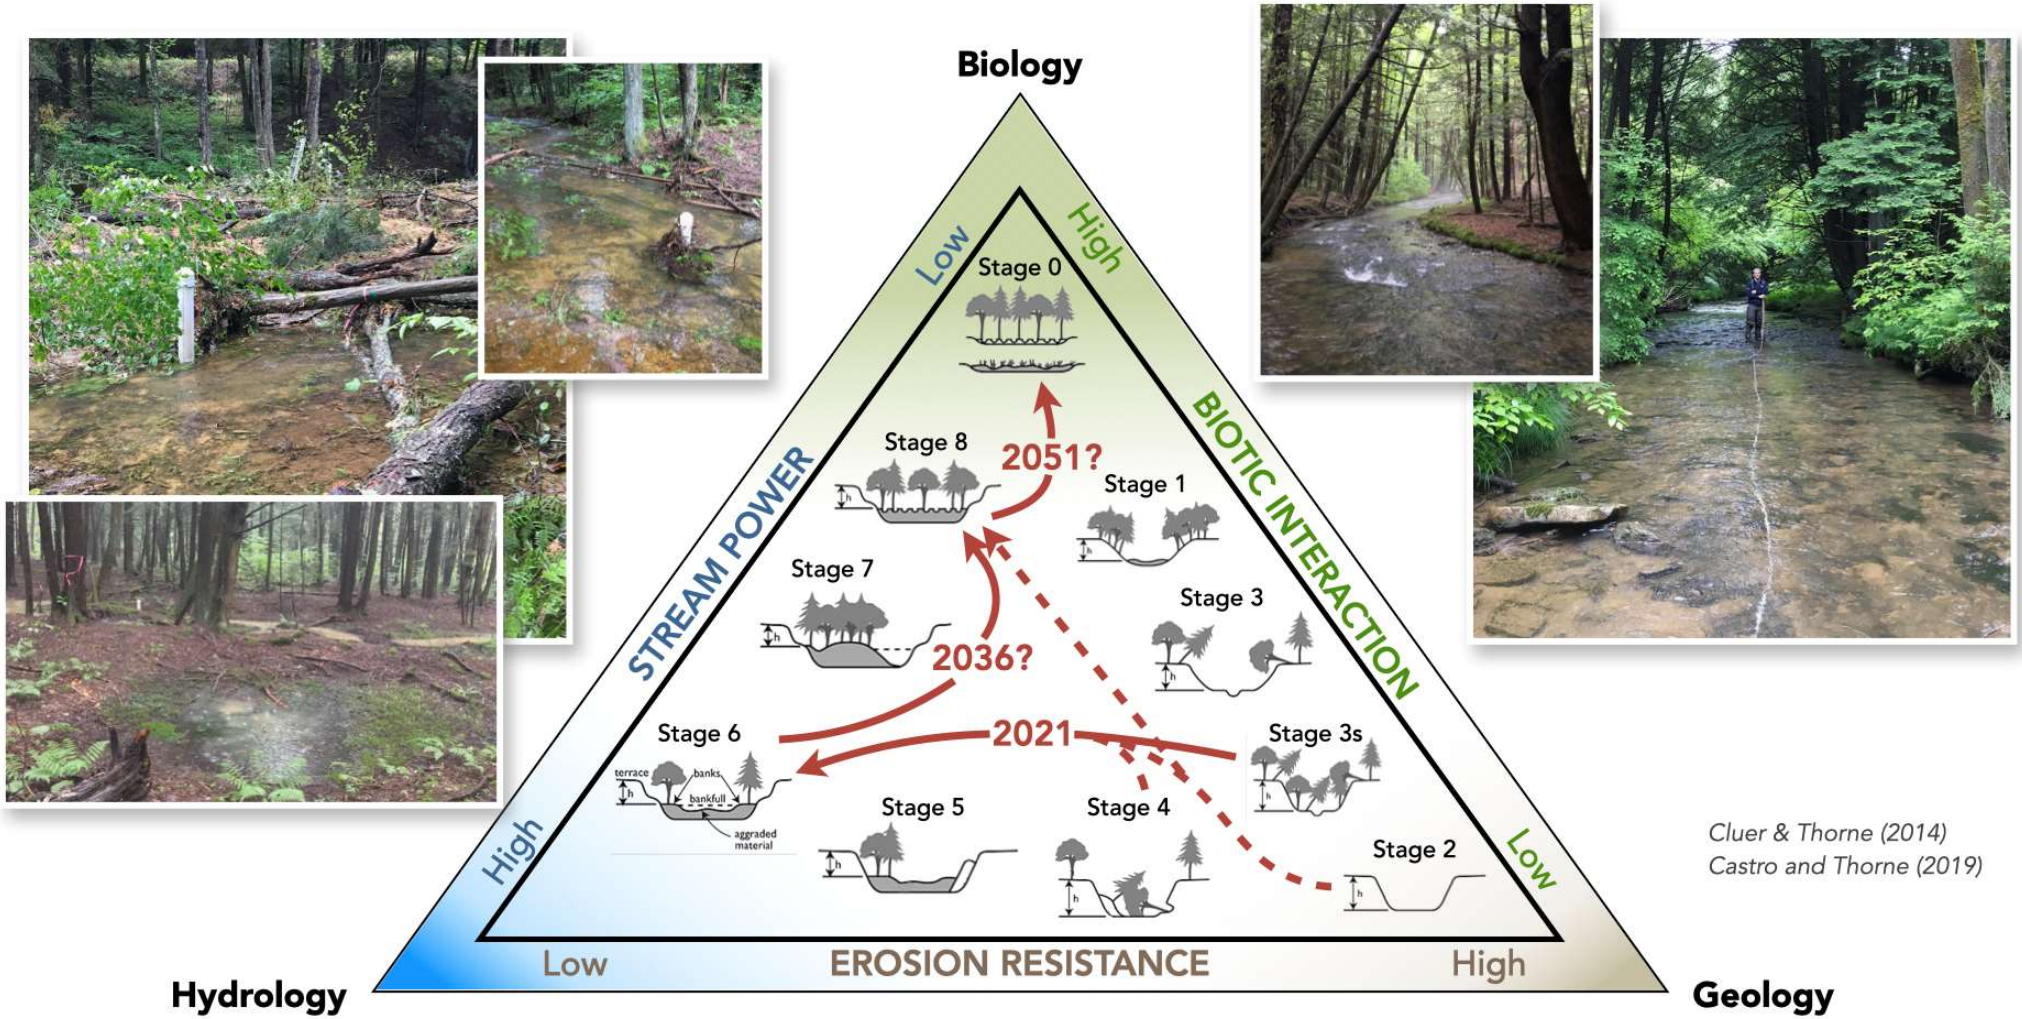 Biology
Low
High
Stage 0
Stage 8
h
2051?
Stage 1
h
STREAM POWER
BIOTIC INTERACTION
Stage 7
h
2036?
Stage 3
h
Stage 6
terrace
banks
h
bankfull
aggraded
material
2021
Stage 3s
h
Stage 5
h
Stage 4
h
Stage 2
h
High
Low
Cluer & Thorne (2014)
Castro and Thorne (2019)
Low
EROSION RESISTANCE
High
Hydrology
Geology